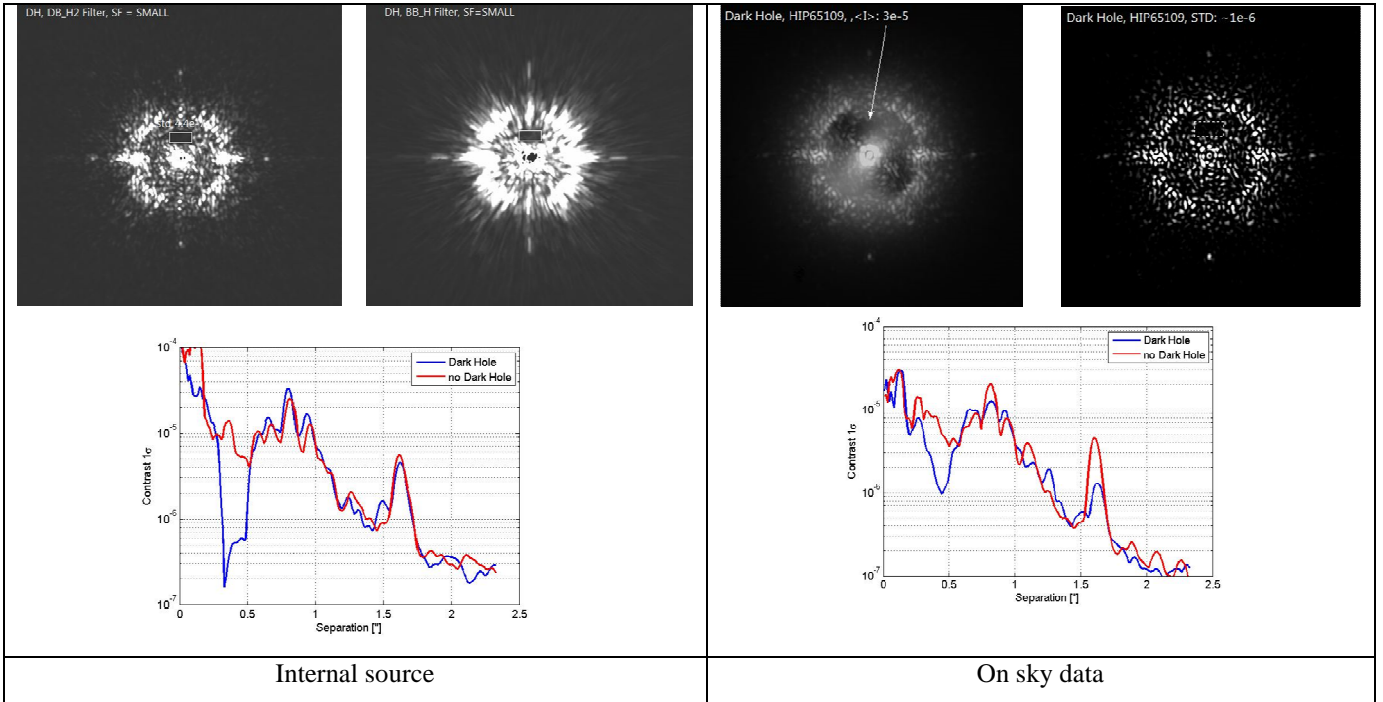 DH, DB_H2 Filter, SF = SMALL
DH, BB_H Filter, SF=SMALL
Dark Hole, HIP65109, ,<I>: 3e-5
Dark Hole, HIP65109, STD: ~1e-6
10-4
10-5
10-6
10-7
Contrast 1σ
Dark Hole
no Dark Hole
0 0.5 1 1.5 2 2.5
Separation ["]
10-4
10-5
10-6
10-7
Contrast 1σ
Dark Hole
no Dark Hole
0 0.5 1 1.5 2 2.5
Separation ["]
Internal source
On sky data